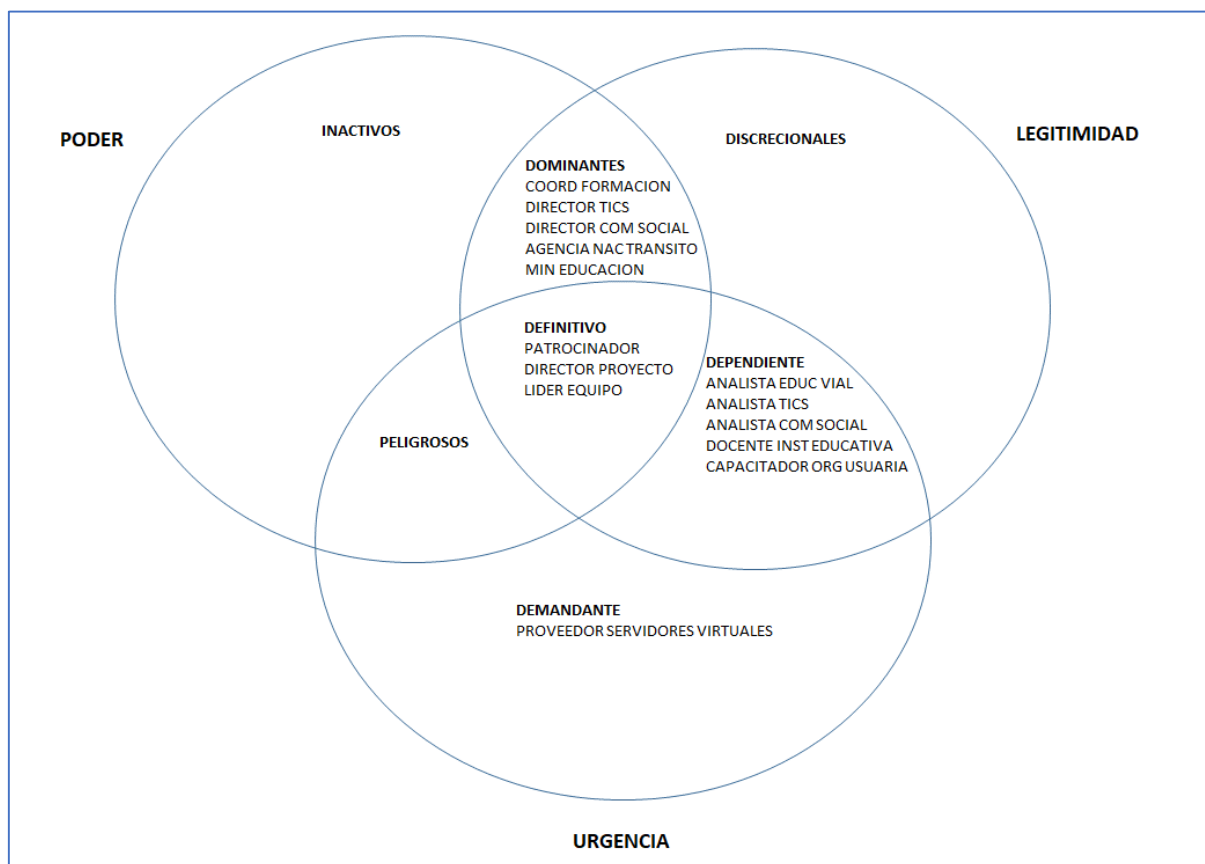 PODER
INACTIVOS
DISCRECIONALES
LEGITIMIDAD
DOMINANTES
COORD FORMACION
DIRECTOR TICS
DIRECTOR COM SOCIAL
AGENCIA NAC TRANSITO
MIN EDUCACION
DEFINITIVO
PATROCINADOR
DIRECTOR PROYECTO
LIDER EQUIPO
DEPENDIENTE
ANALISTA EDUC VIAL
ANALISTA TICS
ANALISTA COM SOCIAL
DOCENTE INST EDUCATIVA
CAPACITADOR ORG USUARIA
PELIGROSOS
DEMANDANTE
PROVEEDOR SERVIDORES VIRTUALES
URGENCIA